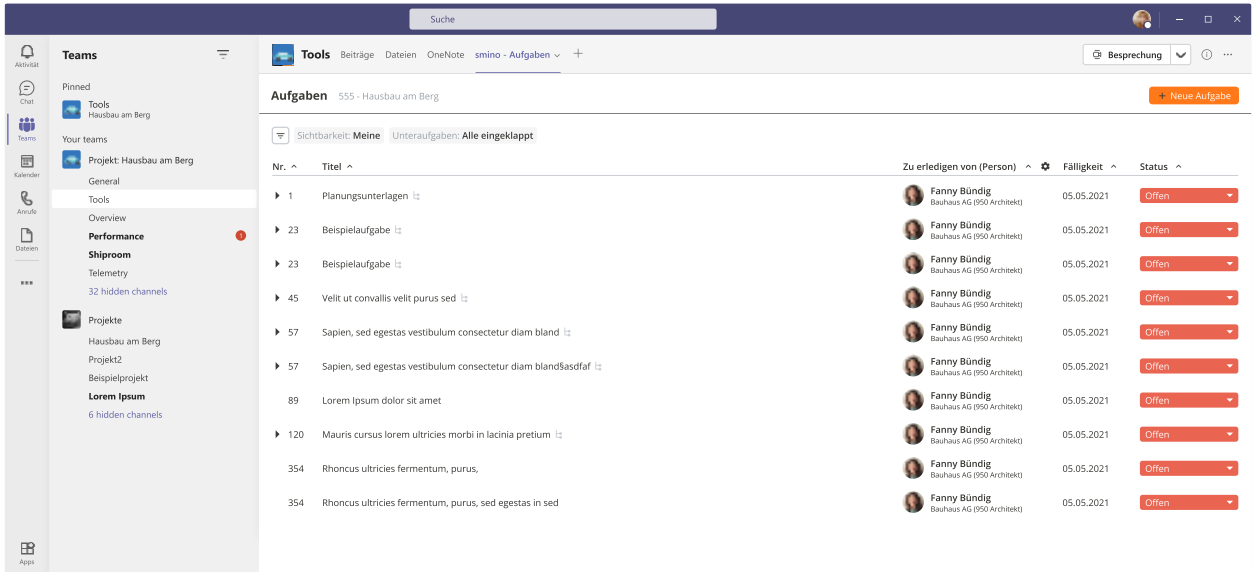 Suche
Aktivität
Chat
Teams
Kalender
Anrufe
Dateien
Apps
Teams
Pinned
Tools
Hausbau am Berg
Your teams
Projekt: Hausbau am Berg
General
Tools
Overview
Performance 1
Shiproom
Telemetry
32 hidden channels
Projekte
Hausbau am Berg
Projekt2
Beispielprojekt
Lorem Ipsum
6 hidden channels
Tools Beiträge Dateien OneNote smino - Aufgaben + Besprechung
Aufgaben 555 - Hausbau am Berg + Neue Aufgabe
Sichtbarkeit: Meine Unteraufgaben: Alle eingeklappt
Nr. Titel Zu erledigen von (Person) Fälligkeit Status
1 Planungsunterlagen Fanny Bündig 05.05.2021 Offen
Bauhaus AG (950 Architekt)
23 Beispielaufgabe Fanny Bündig 05.05.2021 Offen
Bauhaus AG (950 Architekt)
23 Beispielaufgabe Fanny Bündig 05.05.2021 Offen
Bauhaus AG (950 Architekt)
45 Velit ut convallis velit purus sed Fanny Bündig 05.05.2021 Offen
Bauhaus AG (950 Architekt)
57 Sapien, sed egestas vestibulum consectetur diam bland Fanny Bündig 05.05.2021 Offen
Bauhaus AG (950 Architekt)
57 Sapien, sed egestas vestibulum consectetur diam bland§asdfaf Fanny Bündig 05.05.2021 Offen
Bauhaus AG (950 Architekt)
89 Lorem Ipsum dolor sit amet Fanny Bündig 05.05.2021 Offen
Bauhaus AG (950 Architekt)
120 Mauris cursus lorem ultricies morbi in lacinia pretium Fanny Bündig 05.05.2021 Offen
Bauhaus AG (950 Architekt)
354 Rhoncus ultricies fermentum, purus, Fanny Bündig 05.05.2021 Offen
Bauhaus AG (950 Architekt)
354 Rhoncus ultricies fermentum, purus, sed egestas in sed Fanny Bündig 05.05.2021 Offen
Bauhaus AG (950 Architekt)